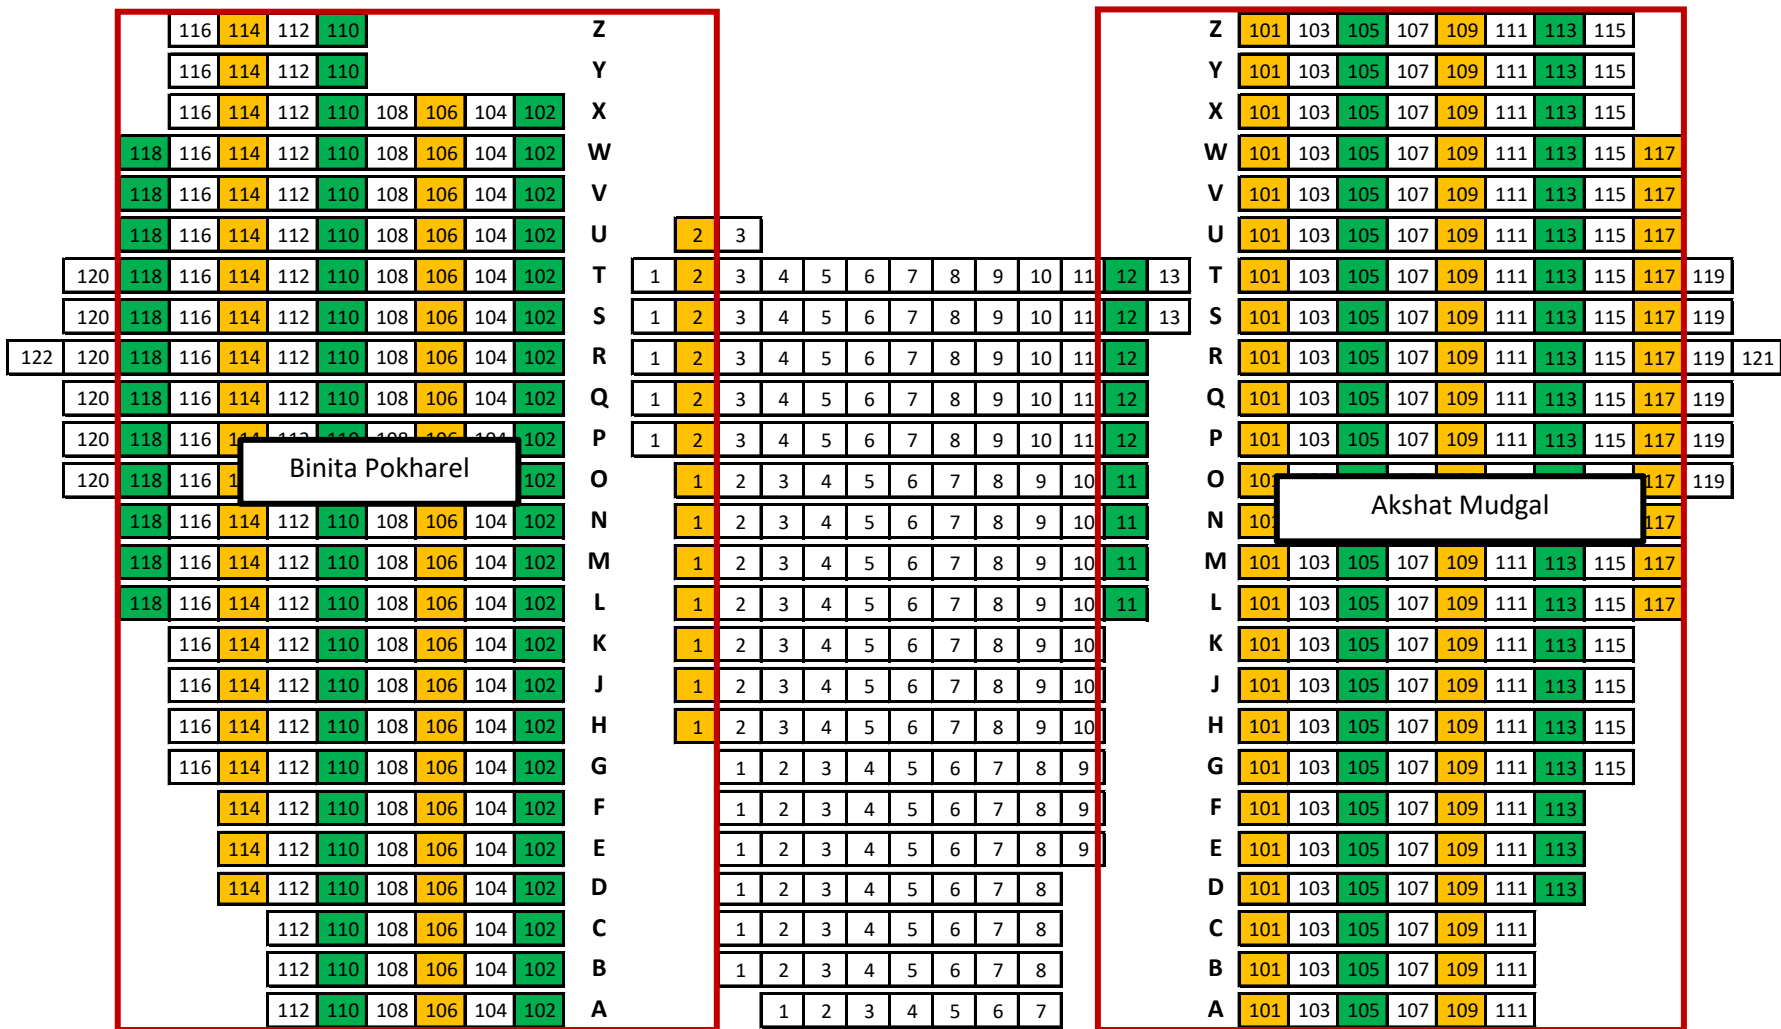 116 114 112 110 Z Z 101 103 105 107 109 111 113 115
116 114 112 110 Y Y 101 103 105 107 109 111 113 115
116 114 112 110 108 106 104 102 X X 101 103 105 107 109 111 113 115
118 116 114 112 110 108 106 104 102 W W 101 103 105 107 109 111 113 115 117
118 116 114 112 110 108 106 104 102 V V 101 103 105 107 109 111 113 115 117
118 116 114 112 110 108 106 104 102 U 2 3 U 101 103 105 107 109 111 113 115 117
120 118 116 114 112 110 108 106 104 102 T 1 2 3 4 5 6 7 8 9 10 11 12 13 T 101 103 105 107 109 111 113 115 117 119
120 118 116 114 112 110 108 106 104 102 S 1 2 3 4 5 6 7 8 9 10 11 12 13 S 101 103 105 107 109 111 113 115 117 119
122 120 118 116 114 112 110 108 106 104 102 R 1 2 3 4 5 6 7 8 9 10 11 12 R 101 103 105 107 109 111 113 115 117 119 121
120 118 116 114 112 110 108 106 104 102 Q 1 2 3 4 5 6 7 8 9 10 11 12 Q 101 103 105 107 109 111 113 115 117 119
120 118 116 114 112 110 108 106 104 102 P 1 2 3 4 5 6 7 8 9 10 11 12 P 101 103 105 107 109 111 113 115 117 119
Binita Pokharel
120 118 116 102 O 1 2 3 4 5 6 7 8 9 10 11 O 101 117 119
Akshat Mudgal
118 116 114 112 110 108 106 104 102 N 1 2 3 4 5 6 7 8 9 10 11 N 101 117
118 116 114 112 110 108 106 104 102 M 1 2 3 4 5 6 7 8 9 10 11 M 101 103 105 107 109 111 113 115 117
118 116 114 112 110 108 106 104 102 L 1 2 3 4 5 6 7 8 9 10 11 L 101 103 105 107 109 111 113 115 117
116 114 112 110 108 106 104 102 K 1 2 3 4 5 6 7 8 9 10 K 101 103 105 107 109 111 113 115
116 114 112 110 108 106 104 102 J 1 2 3 4 5 6 7 8 9 10 J 101 103 105 107 109 111 113 115
116 114 112 110 108 106 104 102 H 1 2 3 4 5 6 7 8 9 10 H 101 103 105 107 109 111 113 115
116 114 112 110 108 106 104 102 G 1 2 3 4 5 6 7 8 9 G 101 103 105 107 109 111 113 115
114 112 110 108 106 104 102 F 1 2 3 4 5 6 7 8 9 F 101 103 105 107 109 111 113
114 112 110 108 106 104 102 E 1 2 3 4 5 6 7 8 9 E 101 103 105 107 109 111 113
114 112 110 108 106 104 102 D 1 2 3 4 5 6 7 8 D 101 103 105 107 109 111 113
112 110 108 106 104 102 C 1 2 3 4 5 6 7 8 C 101 103 105 107 109 111
112 110 108 106 104 102 B 1 2 3 4 5 6 7 8 B 101 103 105 107 109 111
112 110 108 106 104 102 A 1 2 3 4 5 6 7 A 101 103 105 107 109 111